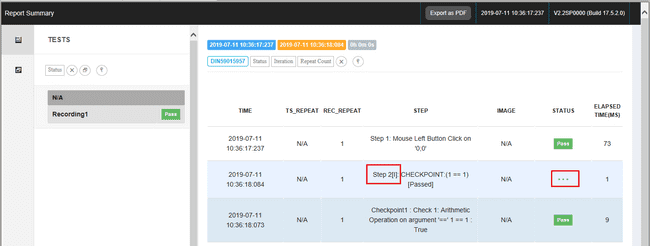 Report Summary
Export as PDF
2019-07-11 10:36:17:237
V2.2SP0000 (Build 17.5.2.0)
TESTS
Status
N/A
Recording1 Pass
2019-07-11 10:36:17:237 2019-07-11 10:36:18:084 0h 0m 0s
DIN59015957 Status Iteration Repeat Count
TIME TS_REPEAT REC_REPEAT STEP IMAGE STATUS ELAPSED TIME(MS)
2019-07-11 10:36:17:237 N/A 1 Step 1: Mouse Left Button Click on '0;0' N/A Pass 73
2019-07-11 10:36:18:084 N/A 1 Step 2[I]: CHECKPOINT:(1 == 1) [Passed] N/A --- 1
2019-07-11 10:36:18:073 N/A 1 Checkpoint1 : Check 1: Arithmetic Operation on argument '==' 1 == 1 : True N/A Pass 9